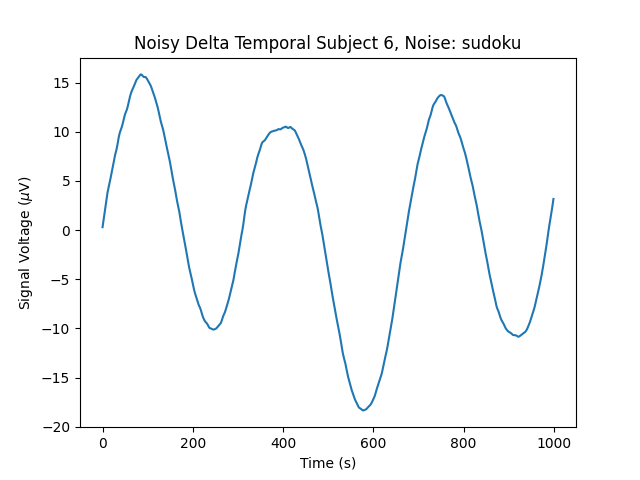 Noisy Delta Temporal Subject 6, Noise: sudoku
Signal Voltage (μV)
15
10
5
0
−5
−10
−15
−20
0 200 400 600 800 1000
Time (s)